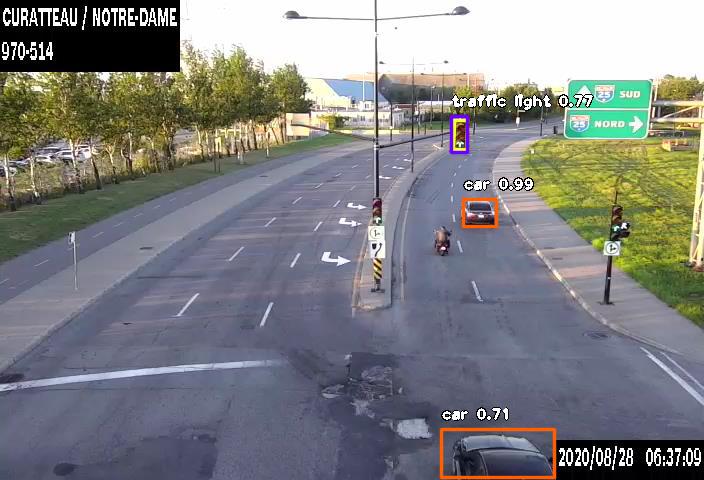 CURATTEAU / NOTRE-DAME
970-514
traffic light 0.77
25 SUD
25 NORD
car 0.99
car 0.71
2020/08/28 06:37:09